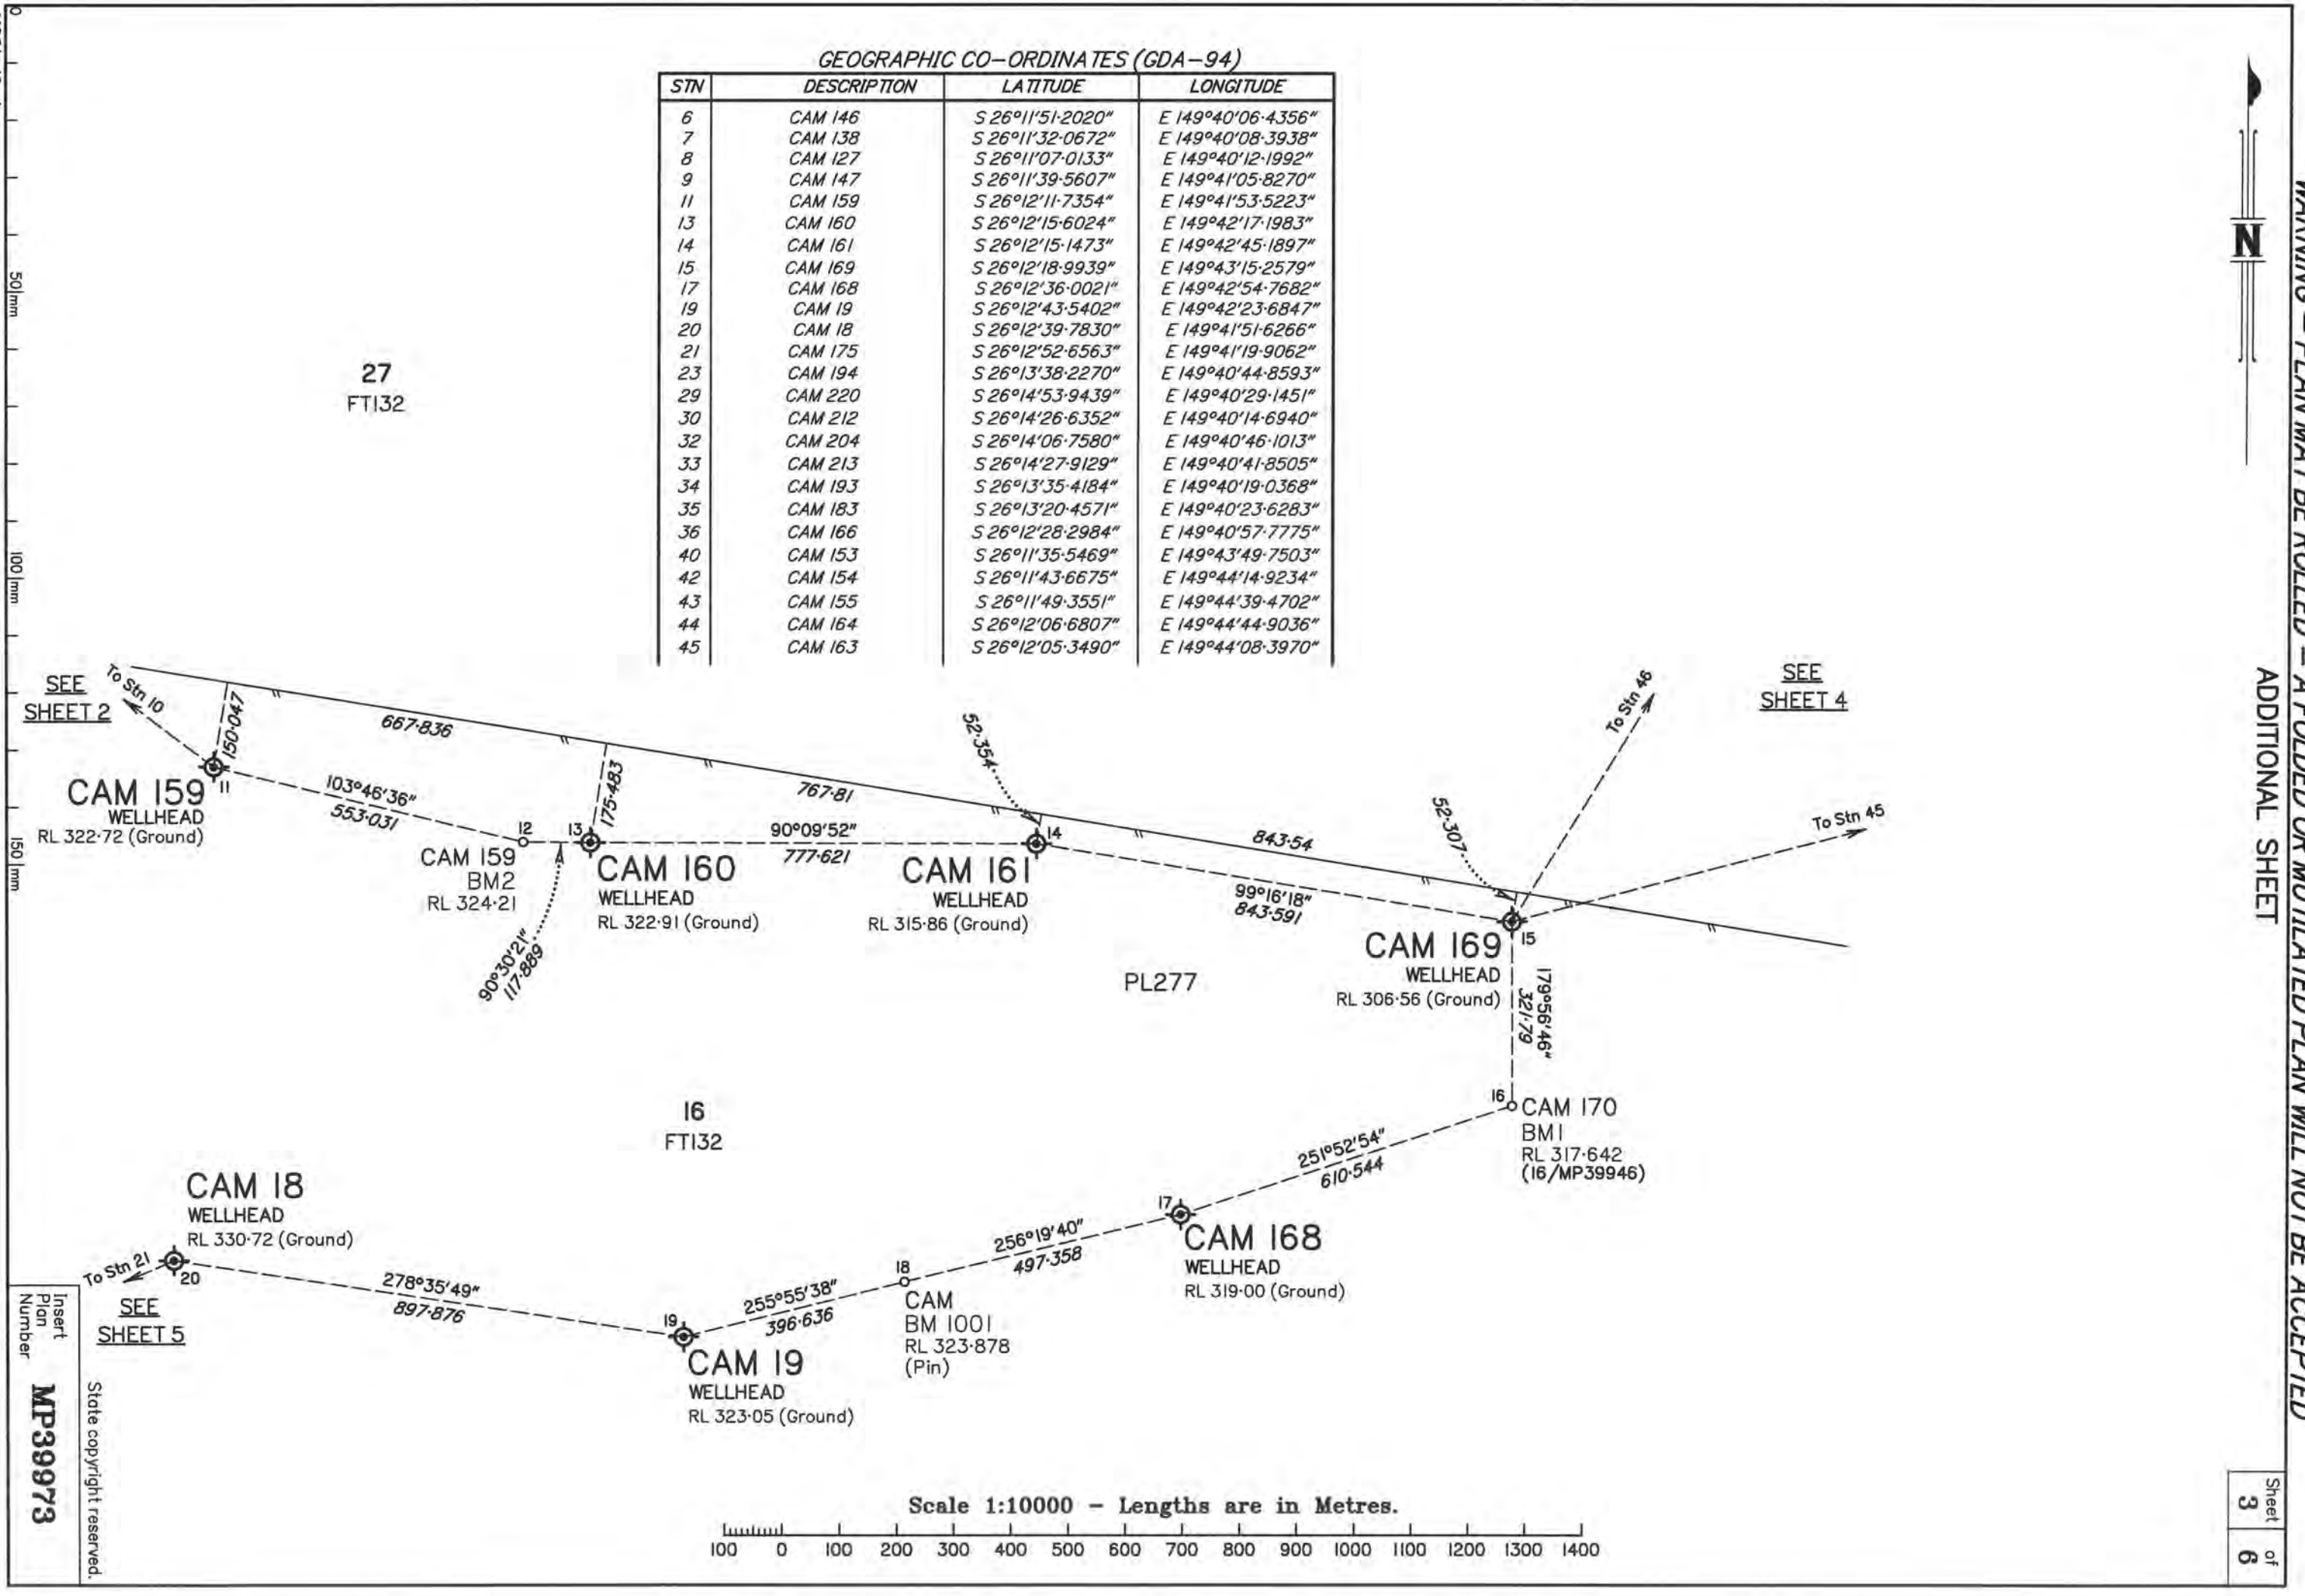 GEOGRAPHIC CO-ORDINATES (GDA-94)
STN DESCRIPTION LATITUDE LONGITUDE
6 CAM 146 S 26°11'51·2020" E 149°40'06·4356"
7 CAM 138 S 26°11'32·0672" E 149°40'08·3938"
8 CAM 127 S 26°11'07·0133" E 149°40'12·1992"
9 CAM 147 S 26°11'39·5607" E 149°41'05·8270"
11 CAM 159 S 26°12'11·7354" E 149°41'53·5223"
13 CAM 160 S 26°12'15·6024" E 149°42'17·1983"
14 CAM 161 S 26°12'15·1473" E 149°42'45·1897"
15 CAM 169 S 26°12'18·9939" E 149°43'15·2579"
17 CAM 168 S 26°12'36·0021" E 149°42'54·7682"
19 CAM 19 S 26°12'43·5402" E 149°42'23·6847"
20 CAM 18 S 26°12'39·7830" E 149°41'51·6266"
21 CAM 175 S 26°12'52·6563" E 149°41'19·9062"
23 CAM 194 S 26°13'38·2270" E 149°40'44·8593"
29 CAM 220 S 26°14'53·9439" E 149°40'29·1451"
30 CAM 212 S 26°14'26·6352" E 149°40'14·6940"
32 CAM 204 S 26°14'06·7580" E 149°40'46·1013"
33 CAM 213 S 26°14'27·9129" E 149°40'41·8505"
34 CAM 193 S 26°13'35·4184" E 149°40'19·0368"
35 CAM 183 S 26°13'20·4571" E 149°40'23·6283"
36 CAM 166 S 26°12'28·2984" E 149°40'57·7775"
40 CAM 153 S 26°11'35·5469" E 149°43'49·7503"
42 CAM 154 S 26°11'43·6675" E 149°44'14·9234"
43 CAM 155 S 26°11'49·3551" E 149°44'39·4702"
44 CAM 164 S 26°12'06·6807" E 149°44'44·9036"
45 CAM 163 S 26°12'05·3490" E 149°44'08·3970"
N
WARNING - PLAN MAY BE ROLLED - A FOLDED OR MUTILATED PLAN WILL NOT BE ACCEPTED
ADDITIONAL SHEET
0
50 mm
100 mm
150 mm
27
FT132
SEE
SHEET 2
To Stn 10
150·047
667·836
CAM 159
WELLHEAD
RL 322·72 (Ground)
11
103°46'36"
553·031
12
CAM 159
BM2
RL 324·21
90°30'21"
117·889
13
175·483
CAM 160
WELLHEAD
RL 322·91 (Ground)
767·81
90°09'52"
777·621
52·354
14
CAM 161
WELLHEAD
RL 315·86 (Ground)
843·54
99°16'18"
843·591
52·307
To Stn 46
SEE
SHEET 4
To Stn 45
15
CAM 169
WELLHEAD
RL 306·56 (Ground)
PL277
179°56'46"
321·79
16
CAM 170
BM1
RL 317·642
(16/MP39946)
16
FT132
251°52'54"
610·544
17
CAM 168
WELLHEAD
RL 319·00 (Ground)
256°19'40"
497·358
18
CAM
BM 1001
RL 323·878
(Pin)
255°55'38"
396·636
19
CAM 19
WELLHEAD
RL 323·05 (Ground)
278°35'49"
897·876
CAM 18
WELLHEAD
RL 330·72 (Ground)
20
To Stn 21
SEE
SHEET 5
Insert
Plan
Number
MP39973
State copyright reserved.
Scale 1:10000 - Lengths are in Metres.
100 0 100 200 300 400 500 600 700 800 900 1000 1100 1200 1300 1400
Sheet
3
of
6